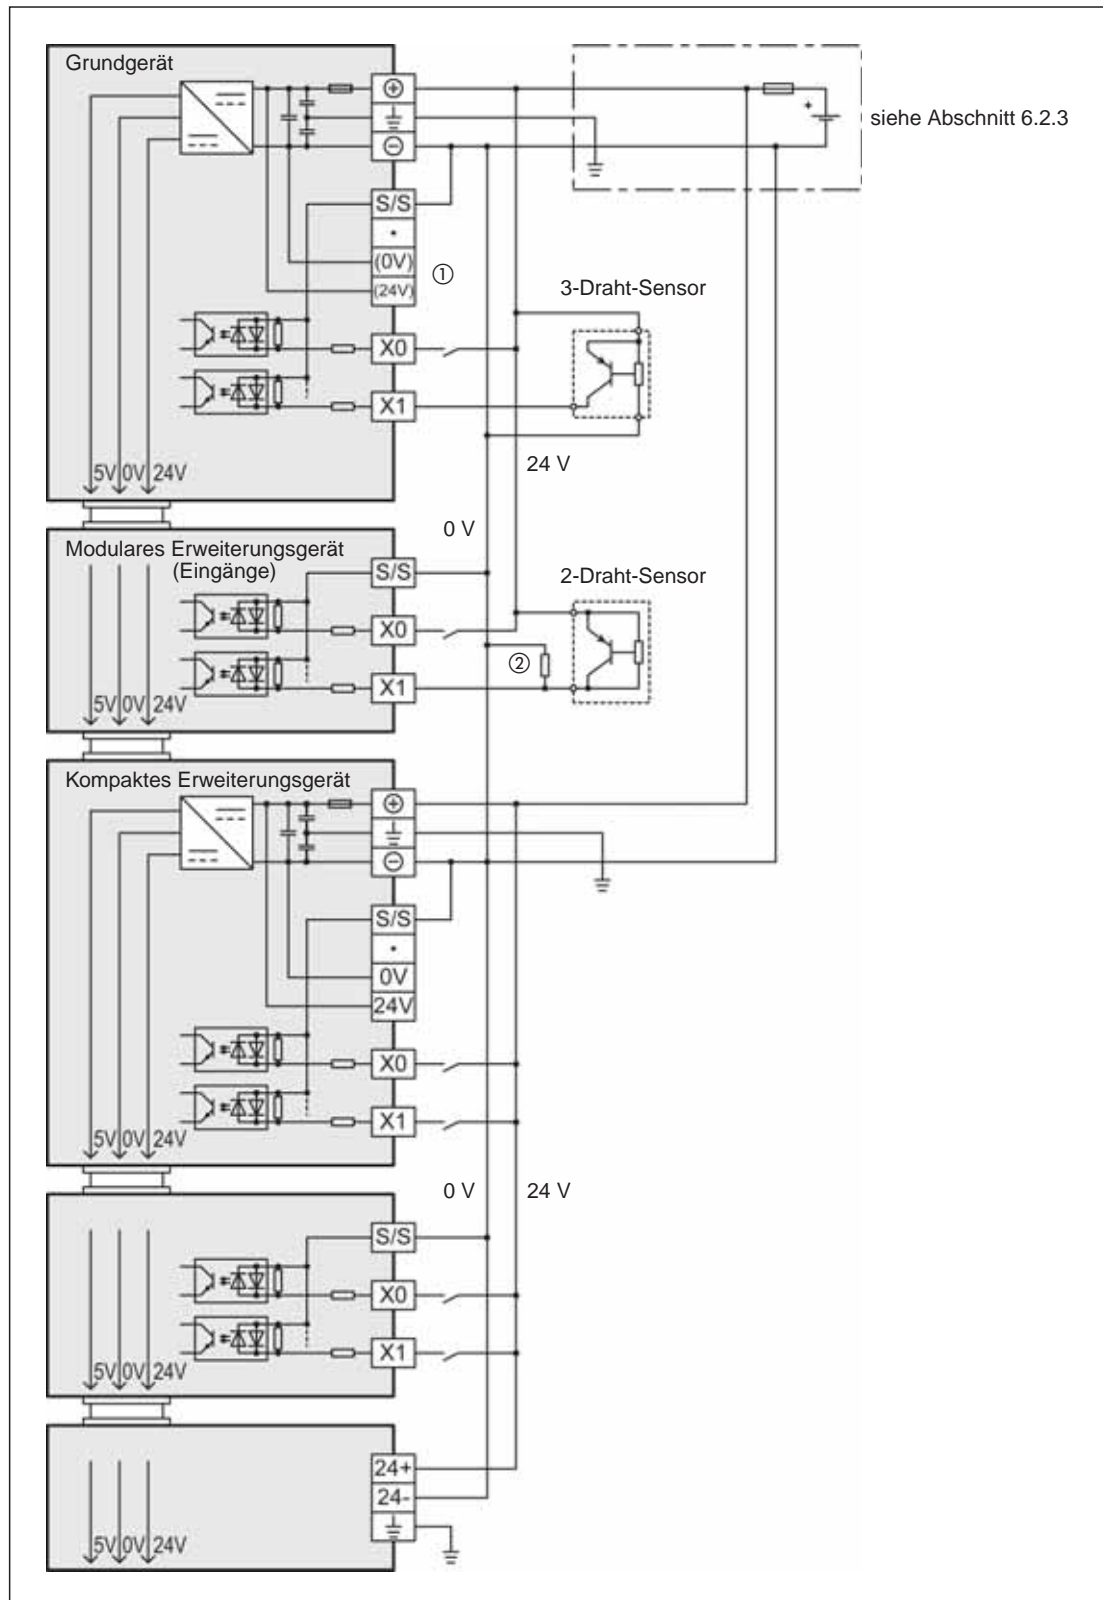 Grundgerät
siehe Abschnitt 6.2.3
S/S
(0V)
①
(24V)
3-Draht-Sensor
X0
X1
24 V
5V 0V 24V
0 V
Modulares Erweiterungsgerät
(Eingänge)
S/S
2-Draht-Sensor
X0
②
X1
5V 0V 24V
Kompaktes Erweiterungsgerät
S/S
0V
24V
X0
X1
5V 0V 24V
0 V
24 V
S/S
X0
X1
5V 0V 24V
24+
24-
5V 0V 24V